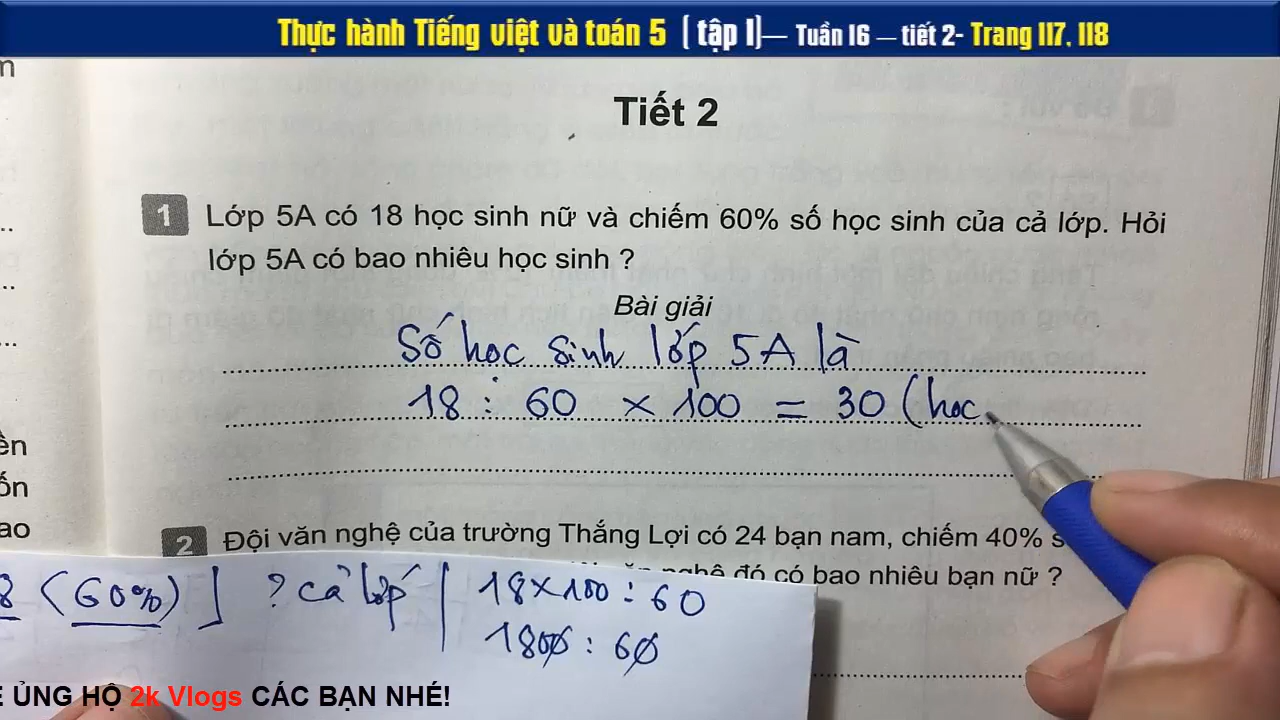 Thực hành Tiếng việt và toán 5 ( tập 1)— Tuần 16 – tiết 2- Trang 117, 118
Tiết 2
1 Lớp 5A có 18 học sinh nữ và chiếm 60% số học sinh của cả lớp. Hỏi
lớp 5A có bao nhiêu học sinh ?
Bài giải
Số học sinh lớp 5A là
18 : 60 x 100 = 30 (học
ao
2 Đội văn nghệ của trường Thắng Lợi có 24 bạn nam, chiếm 40% s
nghệ đó có bao nhiêu bạn nữ ?
8 (60%) ] ? cả lớp | 18x100 : 60
1800 : 60
ỦNG HỘ 2k Vlogs CÁC BẠN NHÉ!